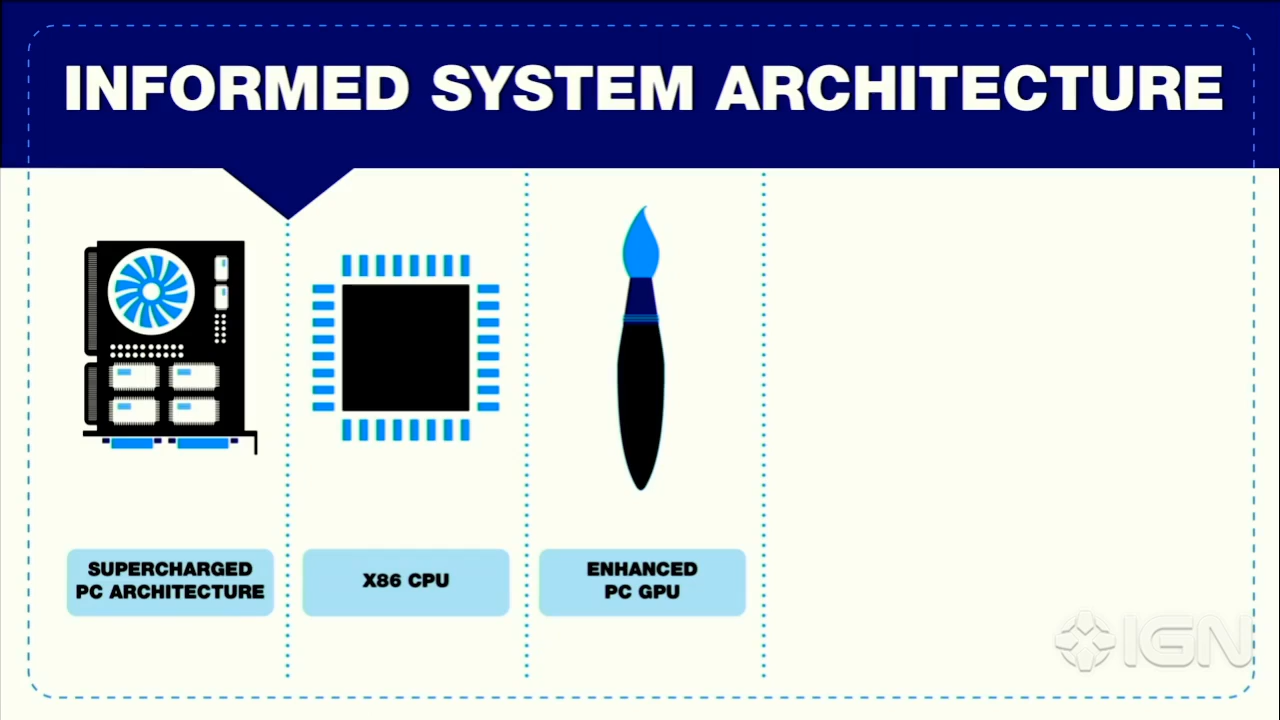 INFORMED SYSTEM ARCHITECTURE
SUPERCHARGED
PC ARCHITECTURE
X86 CPU
ENHANCED
PC GPU
IGN